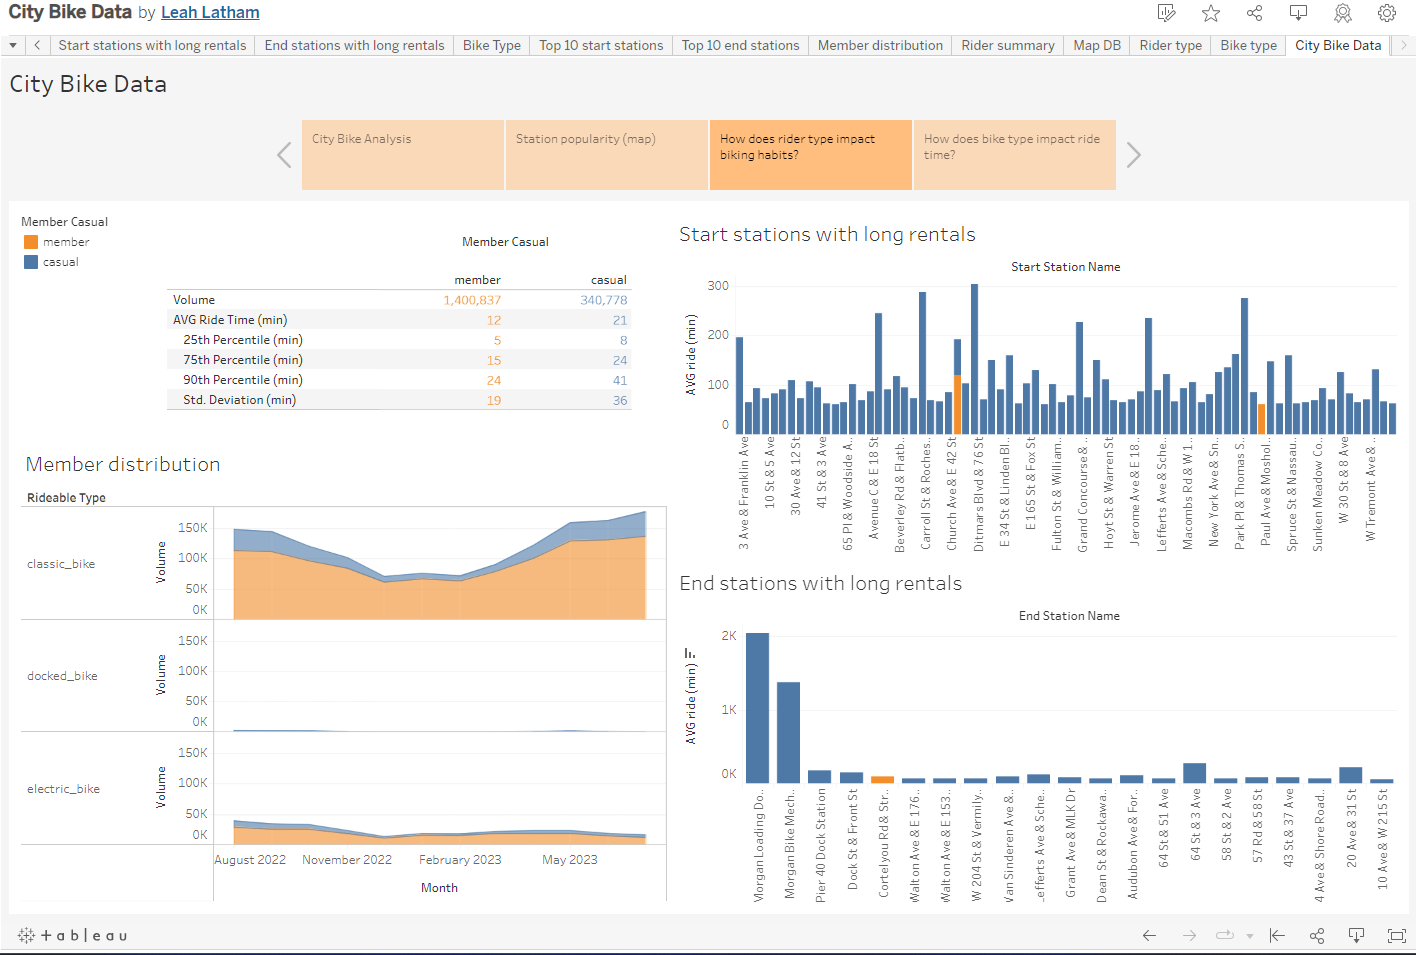 City Bike Data by Leah Latham
Start stations with long rentals
End stations with long rentals
Bike Type
Top 10 start stations
Top 10 end stations
Member distribution
Rider summary
Map DB
Rider type
Bike type
City Bike Data
City Bike Data
City Bike Analysis
Station popularity (map)
How does rider type impact
biking habits?
How does bike type impact ride
time?
Member Casual
member
casual
Member Casual
member casual
Volume 1,400,837 340,778
AVG Ride Time (min) 12 21
25th Percentile (min) 5 8
75th Percentile (min) 15 24
90th Percentile (min) 24 41
Std. Deviation (min) 19 36
Member distribution
Rideable Type
classic_bike
Volume
150K
100K
50K
0K
docked_bike
Volume
150K
100K
50K
0K
electric_bike
Volume
150K
100K
50K
0K
August 2022 November 2022 February 2023 May 2023
Month
Start stations with long rentals
Start Station Name
AVG ride (min)
300
200
100
0
3 Ave & Franklin Ave
10 St & 5 Ave
30 Ave & 12 St
41 St & 3 Ave
65 Pl & Woodside A..
Avenue C & E 18 St
Beverley Rd & Flatb..
Carroll St & Roches..
Church Ave & E 42 St
Ditmars Blvd & 76 St
E 34 St & Linden Bl..
E 165 St & Fox St
Fulton St & William..
Grand Concourse & ..
Hoyt St & Warren St
Jerome Ave & E 18..
Lefferts Ave & Sche..
Macombs Rd & W 1..
New York Ave & Sn..
Park Pl & Thomas S..
Paul Ave & Moshol..
Spruce St & Nassau..
Sunken Meadow Co..
W 30 St & 8 Ave
W Tremont Ave & ..
End stations with long rentals
End Station Name
AVG ride (min)
2K
1K
0K
Morgan Loading Do..
Morgan Bike Mech..
Pier 40 Dock Station
Dock St & Front St
Cortelyou Rd & Str..
Walton Ave & E 176..
Walton Ave & E 153..
W 204 St & Vermily..
Van Sinderen Ave &..
Lefferts Ave & Sche..
Grant Ave & MLK Dr
Dean St & Rockawa..
Audubon Ave & For..
64 St & 51 Ave
64 St & 3 Ave
58 St & 2 Ave
57 Rd & 58 St
43 St & 37 Ave
4 Ave & Shore Road..
20 Ave & 31 St
10 Ave & W 215 St
+ a b l e a u